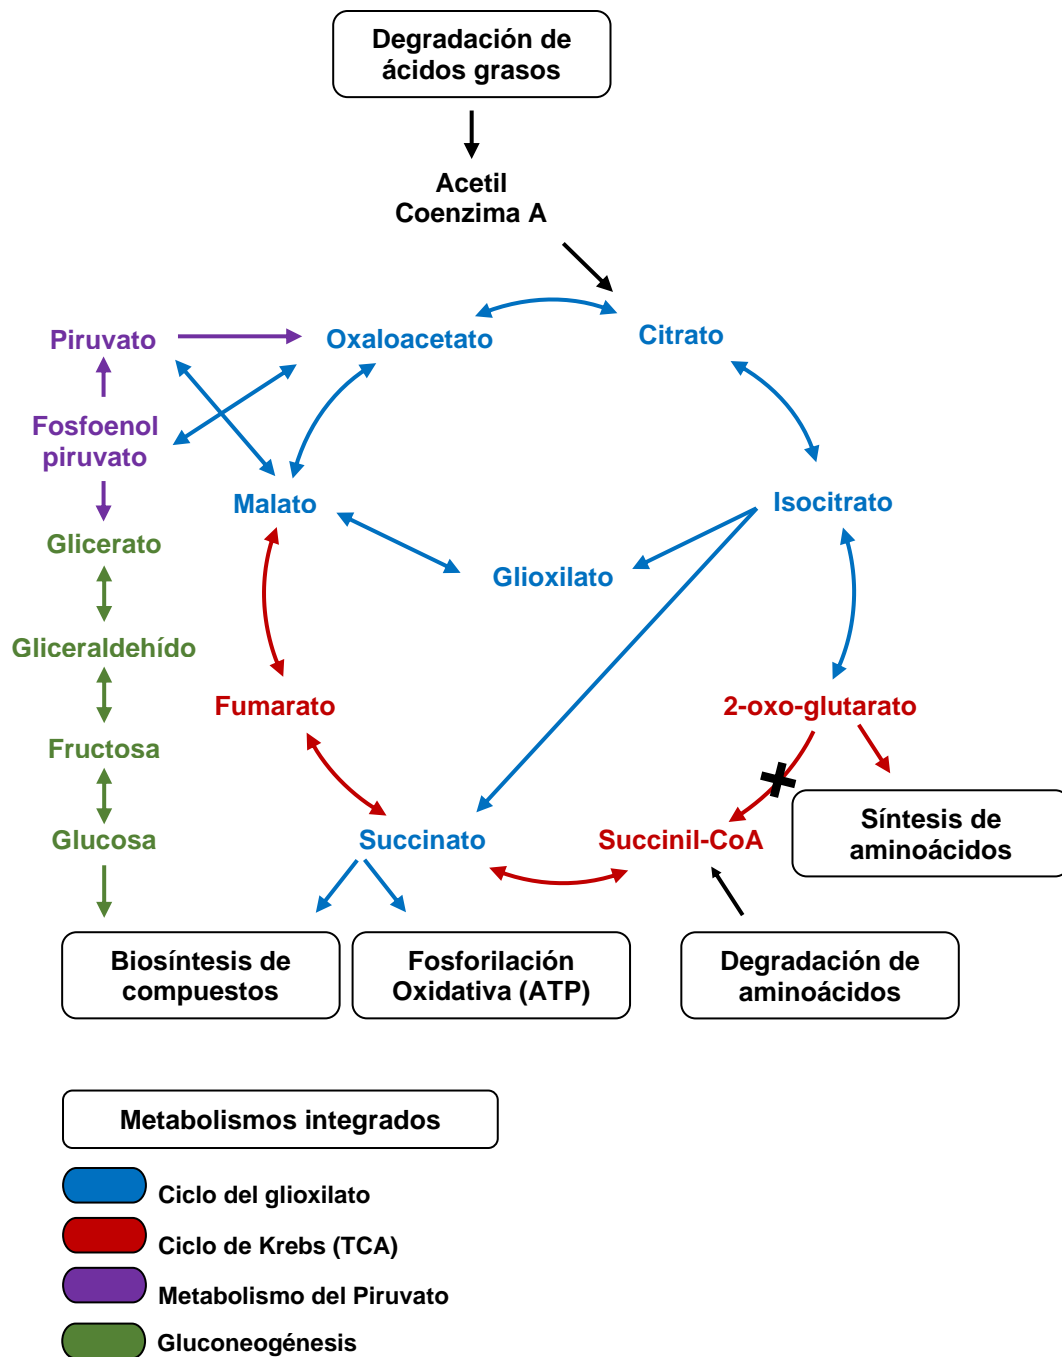 Degradación de
ácidos grasos
Acetil
Coenzima A
Piruvato
Oxaloacetato
Citrato
Fosfoenol
piruvato
Malato
Isocitrato
Glicerato
Glioxilato
Gliceraldehído
Fumarato
2-oxo-glutarato
Fructosa
Glucosa
Succinato
Succinil-CoA
Síntesis de
aminoácidos
Biosíntesis de
compuestos
Fosforilación
Oxidativa (ATP)
Degradación de
aminoácidos
Metabolismos integrados
Ciclo del glioxilato
Ciclo de Krebs (TCA)
Metabolismo del Piruvato
Gluconeogénesis